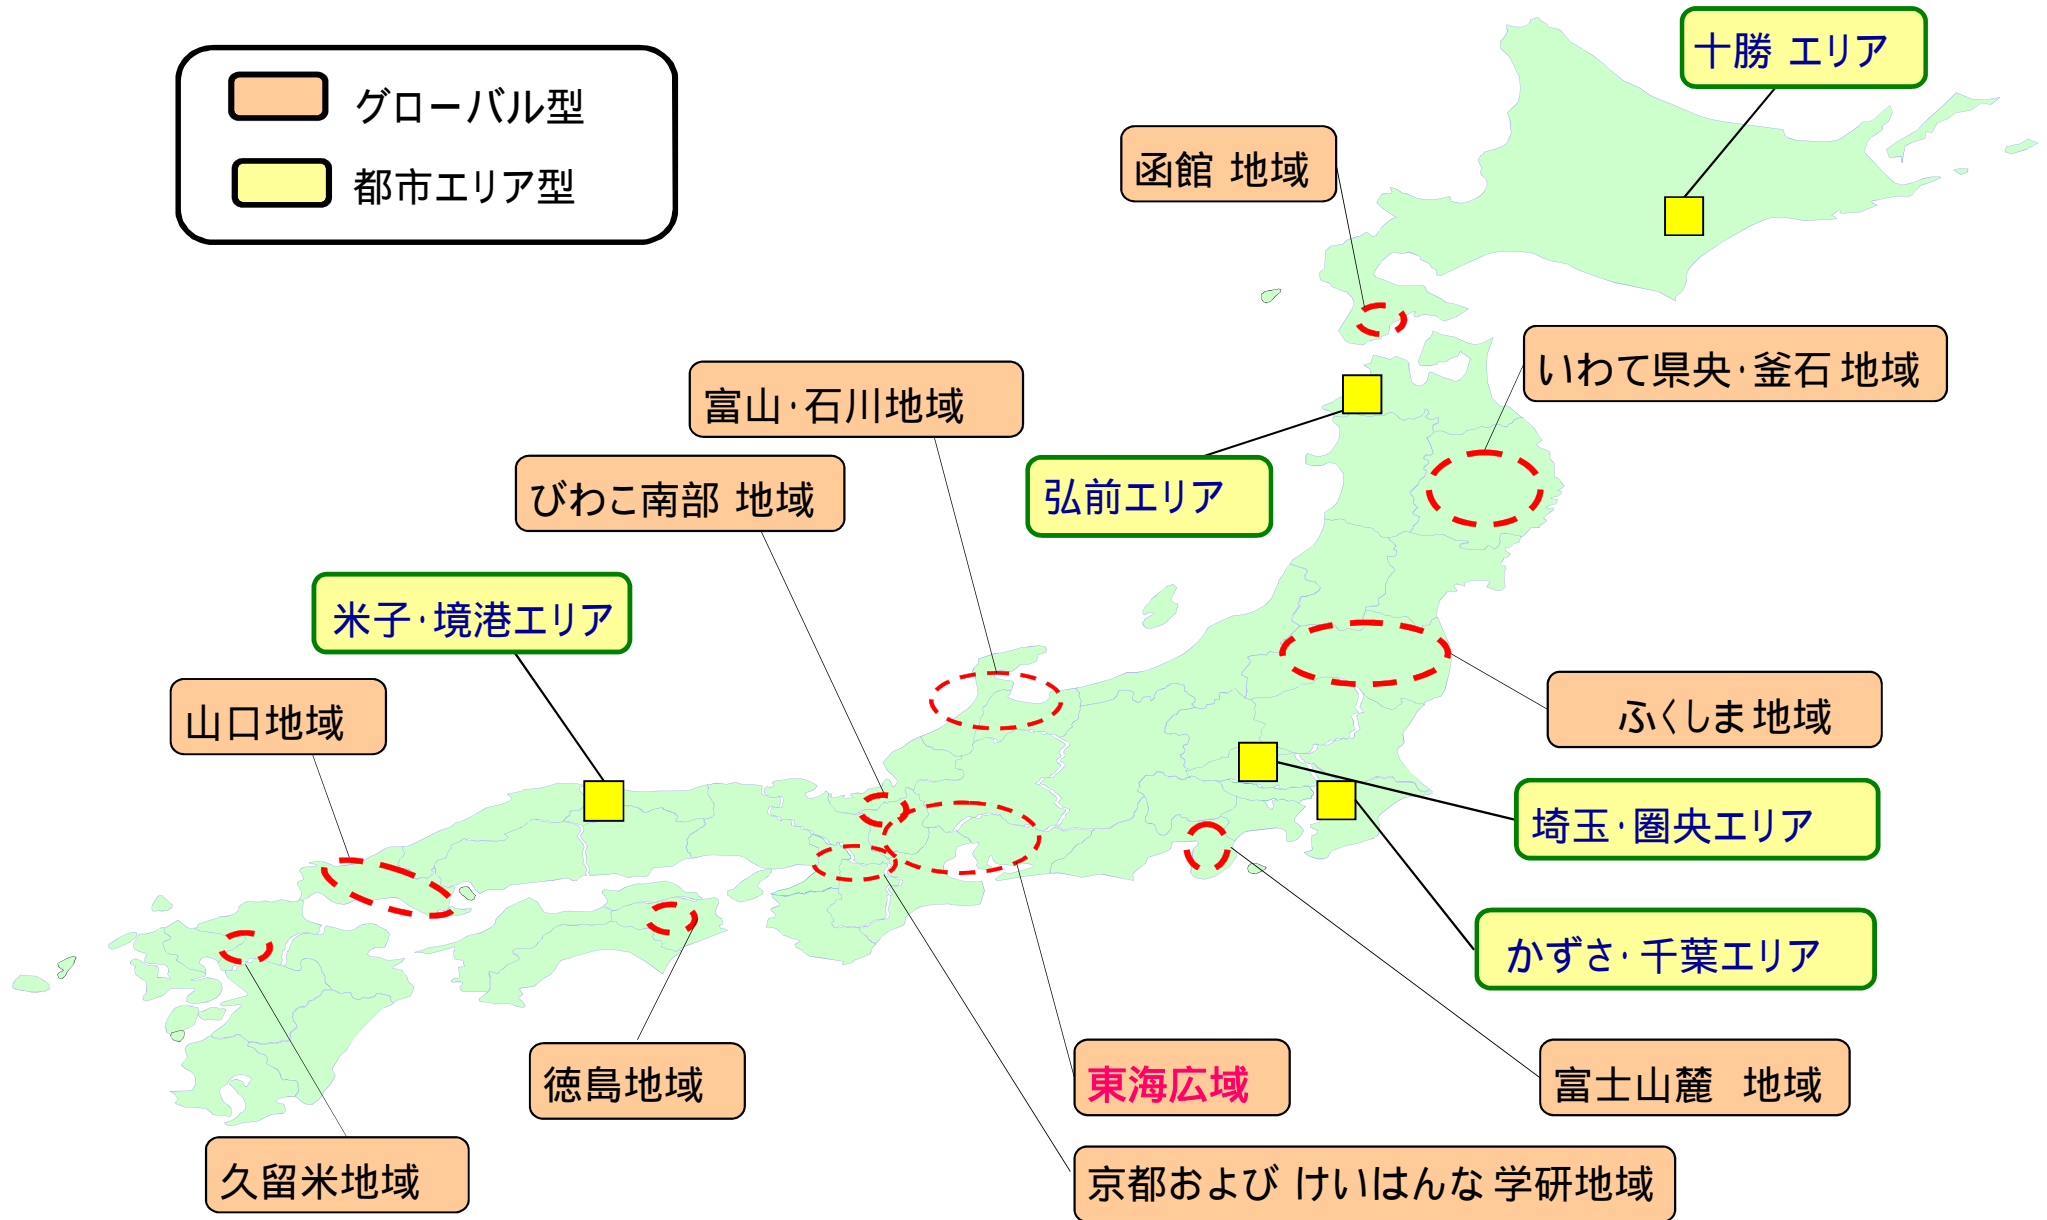 グローバル型
都市エリア型
十勝 エリア
函館 地域
いわて県央・釜石 地域
富山・石川地域
びわこ南部 地域
弘前エリア
米子・境港エリア
山口地域
ふくしま地域
埼玉・圏央エリア
かずさ・千葉エリア
徳島地域
東海広域
富士山麓 地域
久留米地域
京都および けいはんな 学研地域